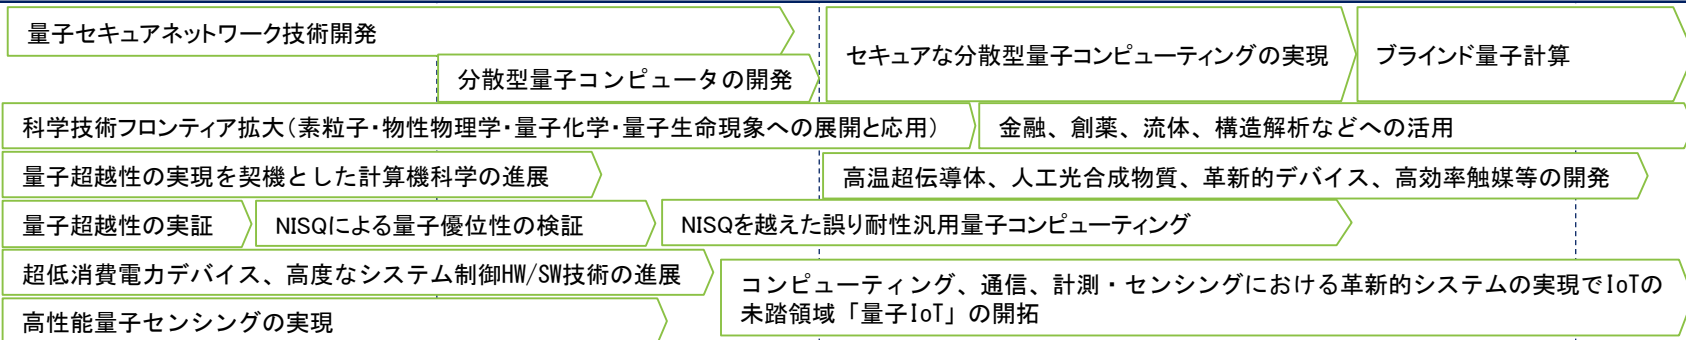 量子セキュアネットワーク技術開発
分散型量子コンピュータの開発
セキュアな分散型量子コンピューティングの実現
ブラインド量子計算
科学技術フロンティア拡大(素粒子・物性物理学・量子化学・量子生命現象への展開と応用)
金融、創薬、流体、構造解析などへの活用
量子超越性の実現を契機とした計算機科学の進展
高温超伝導体、人工光合成物質、革新的デバイス、高効率触媒等の開発
量子超越性の実証
NISQによる量子優位性の検証
NISQを越えた誤り耐性汎用量子コンピューティング
超低消費電力デバイス、高度なシステム制御HW/SW技術の進展
コンピューティング、通信、計測・センシングにおける革新的システムの実現でIoTの
未踏領域「量子IoT」の開拓
高性能量子センシングの実現